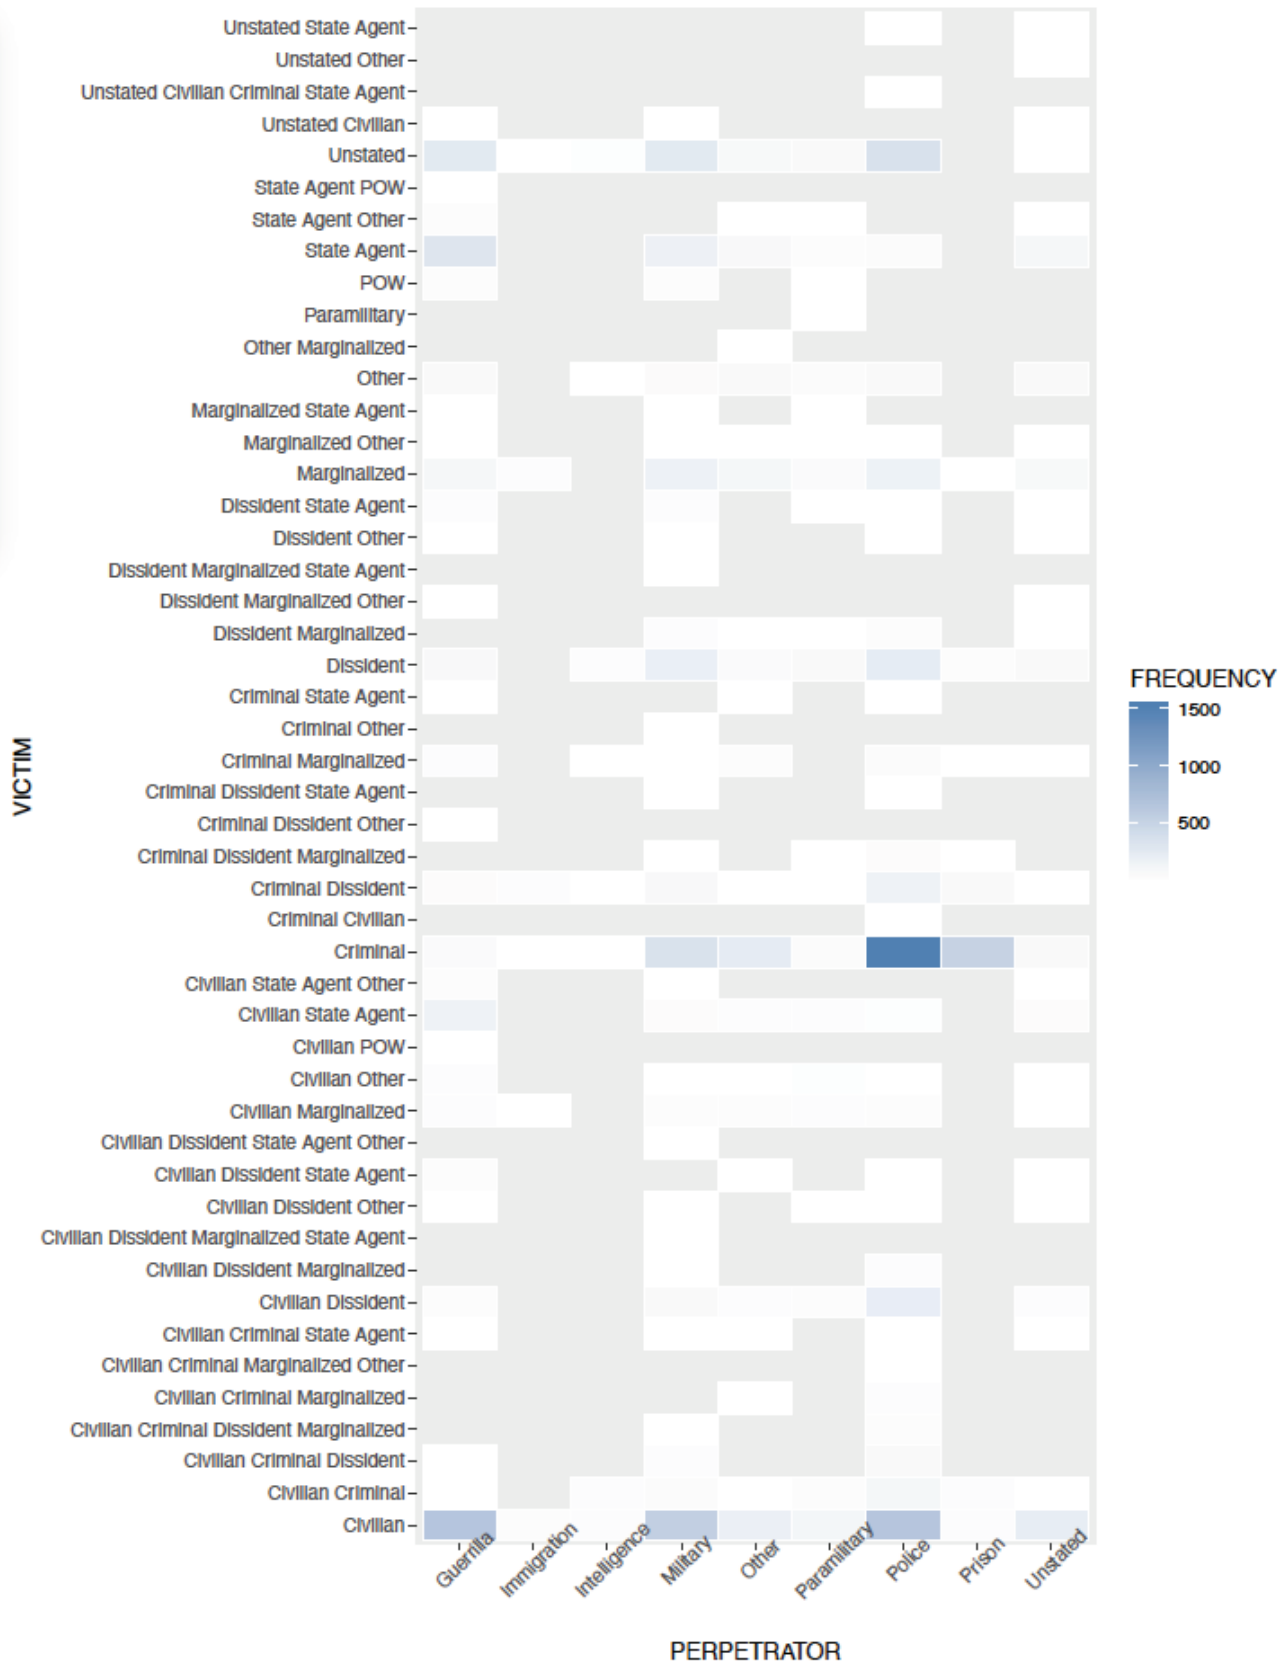 Unstated State Agent
Unstated Other
Unstated Civilian Criminal State Agent
Unstated Civilian
Unstated
State Agent POW
State Agent Other
State Agent
POW
Paramilitary
Other Marginalized
Other
Marginalized State Agent
Marginalized Other
Marginalized
Dissident State Agent
Dissident Other
Dissident Marginalized State Agent
Dissident Marginalized Other
Dissident Marginalized
Dissident
Criminal State Agent
Criminal Other
Criminal Marginalized
Criminal Dissident State Agent
Criminal Dissident Other
Criminal Dissident Marginalized
Criminal Dissident
Criminal Civilian
Criminal
Civilian State Agent Other
Civilian State Agent
Civilian POW
Civilian Other
Civilian Marginalized
Civilian Dissident State Agent Other
Civilian Dissident State Agent
Civilian Dissident Other
Civilian Dissident Marginalized State Agent
Civilian Dissident Marginalized
Civilian Dissident
Civilian Criminal State Agent
Civilian Criminal Marginalized Other
Civilian Criminal Marginalized
Civilian Criminal Dissident Marginalized
Civilian Criminal Dissident
Civilian Criminal
Civilian
VICTIM
Guerrilla
Immigration
Intelligence
Military
Other
Paramilitary
Police
Prison
Unstated
PERPETRATOR
FREQUENCY
1500
1000
500